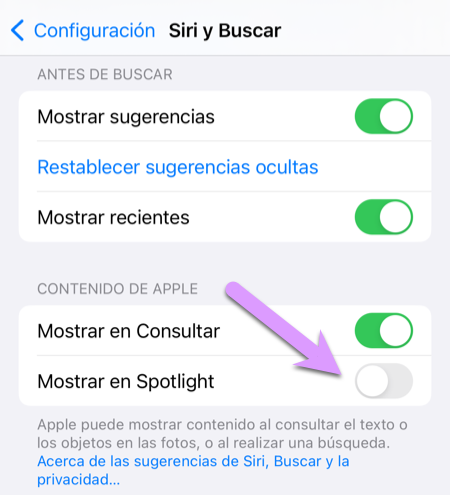 Configuración Siri y Buscar
ANTES DE BUSCAR
Mostrar sugerencias
Restablecer sugerencias ocultas
Mostrar recientes
CONTENIDO DE APPLE
Mostrar en Consultar
Mostrar en Spotlight
Apple puede mostrar contenido al consultar el texto o
los objetos en las fotos, o al realizar una búsqueda.
Acerca de las sugerencias de Siri, Buscar y la
privacidad...